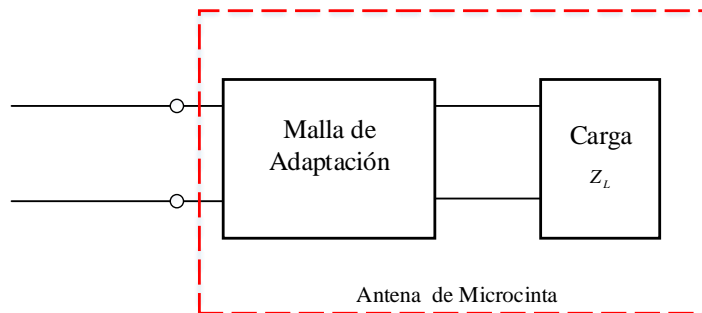 Malla de
Adaptación
Carga
Z_L
Antena de Microcinta